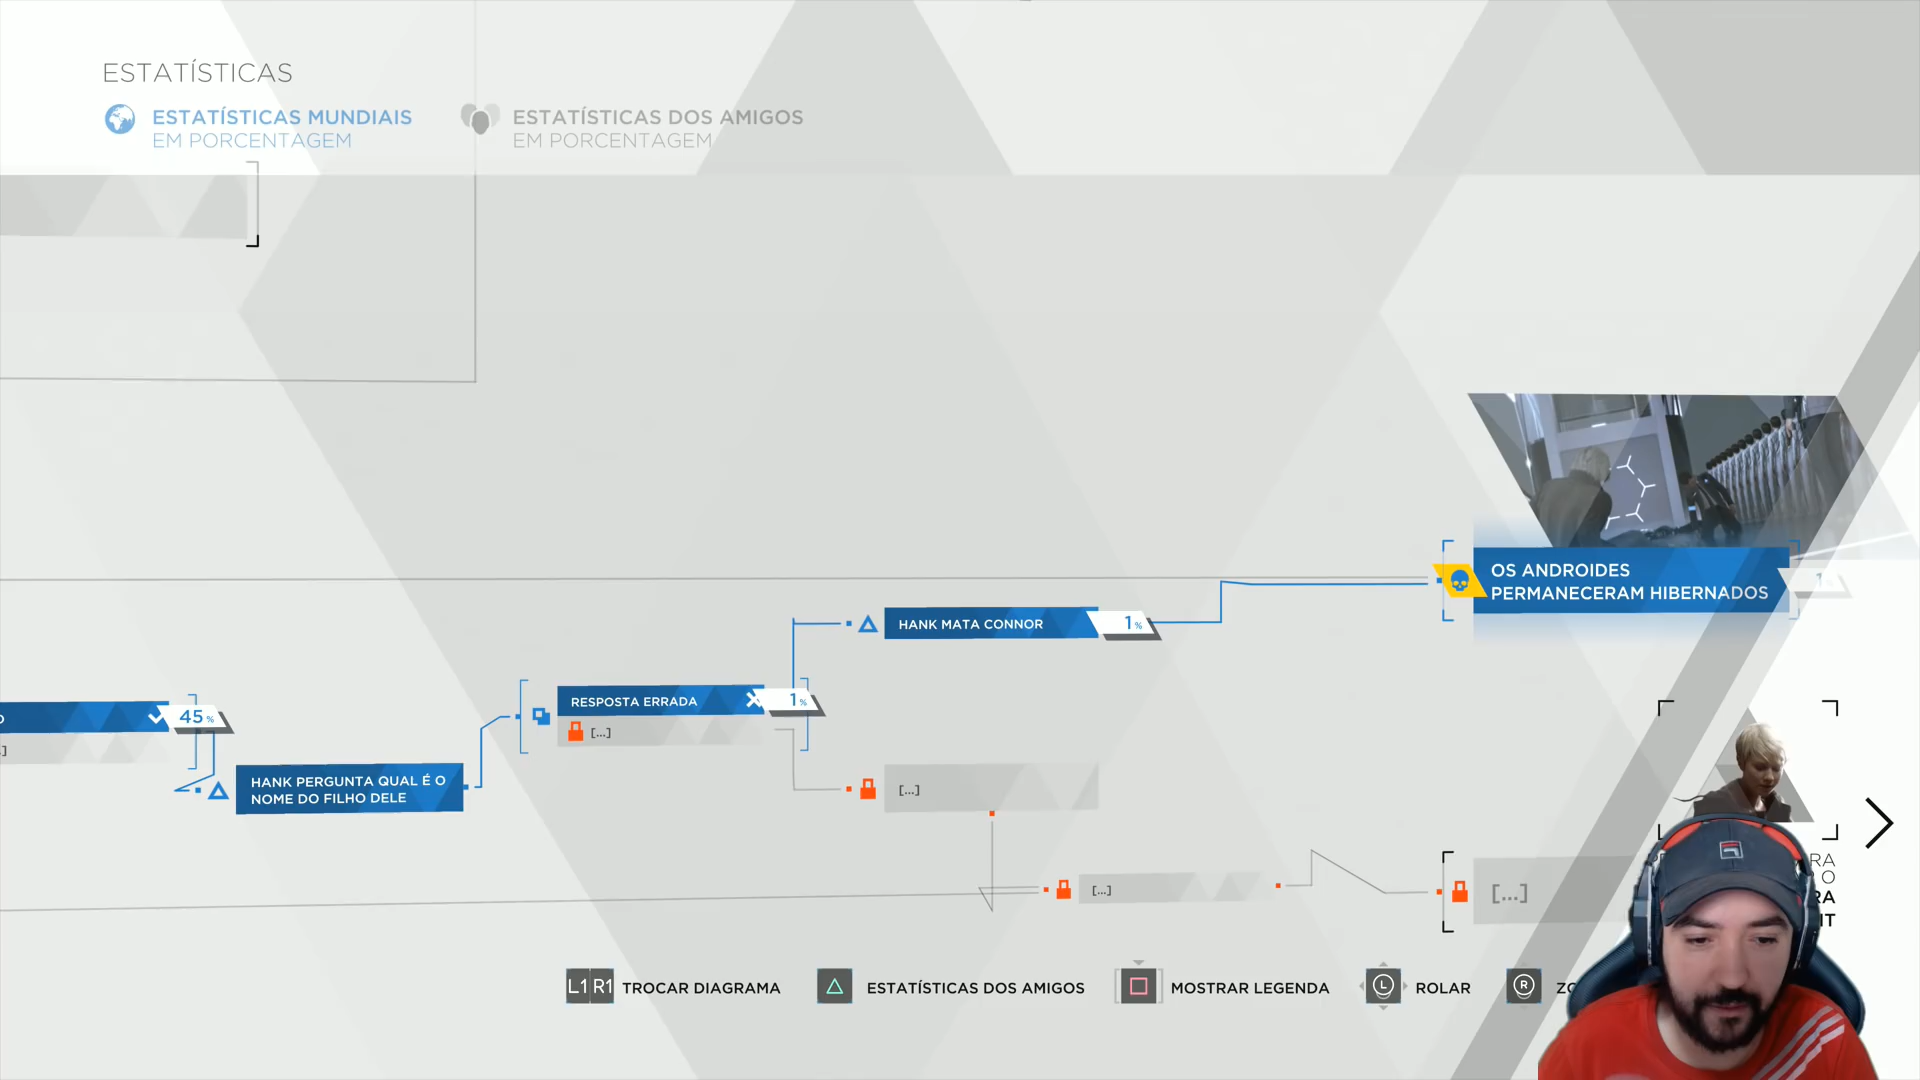 ESTATÍSTICAS
ESTATÍSTICAS MUNDIAIS
EM PORCENTAGEM
ESTATÍSTICAS DOS AMIGOS
EM PORCENTAGEM
OS ANDROIDES
PERMANECERAM HIBERNADOS
HANK MATA CONNOR
1%
RESPOSTA ERRADA
1%
[...]
45%
HANK PERGUNTA QUAL É O
NOME DO FILHO DELE
[...]
[...]
[...]
L1 R1 TROCAR DIAGRAMA
ESTATÍSTICAS DOS AMIGOS
MOSTRAR LEGENDA
L ROLAR
R